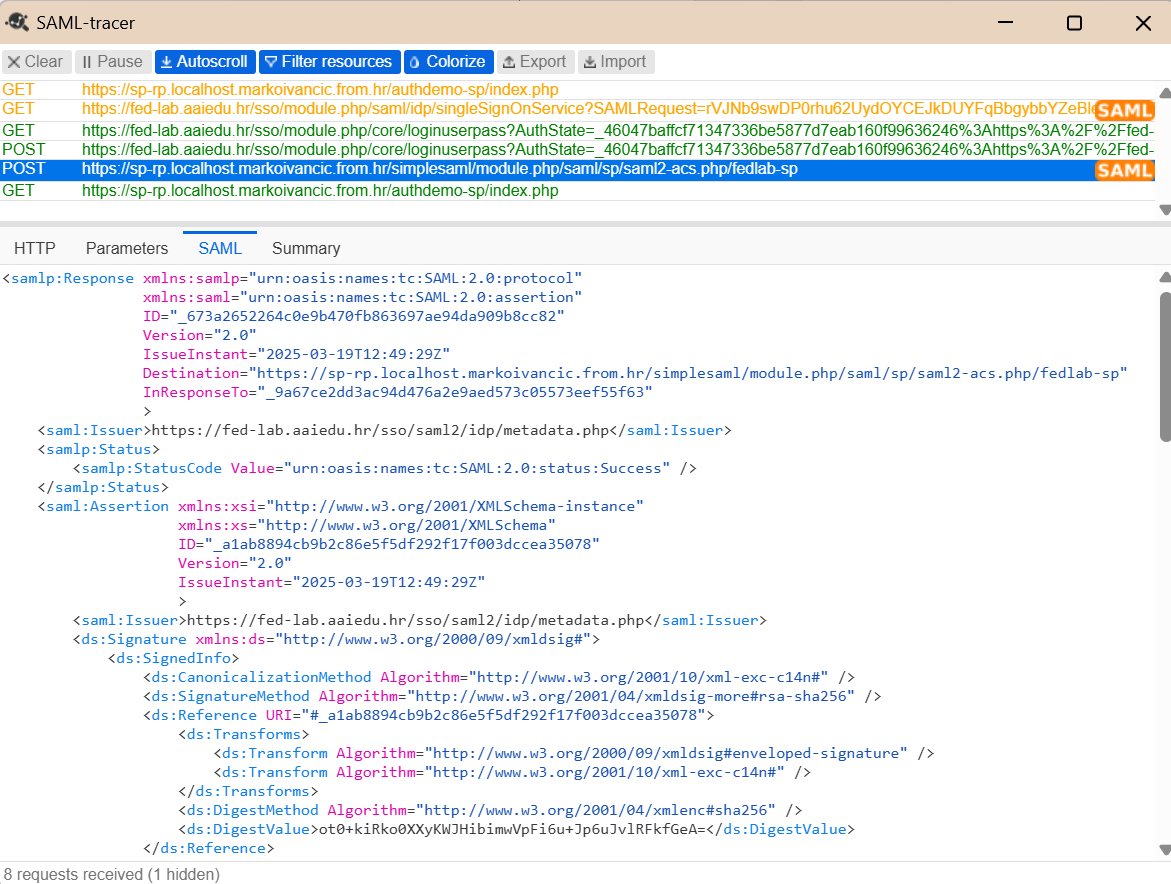 SAML-tracer
Clear Pause Autoscroll Filter resources Colorize Export Import
GET https://sp-rp.localhost.markoivancic.from.hr/authdemo-sp/index.php
GET https://fed-lab.aaiedu.hr/sso/module.php/saml/idp/singleSignOnService?SAMLRequest=rVJNb9swDP0rhu62UydOYCEJkDUYFqBbgybbYZeBle SAML
GET https://fed-lab.aaiedu.hr/sso/module.php/core/loginuserpass?AuthState=_46047baffcf71347336be5877d7eab160f99636246%3Ahttps%3A%2F%2Ffed-
POST https://fed-lab.aaiedu.hr/sso/module.php/core/loginuserpass?AuthState=_46047baffcf71347336be5877d7eab160f99636246%3Ahttps%3A%2F%2Ffed-
POST https://sp-rp.localhost.markoivancic.from.hr/simplesaml/module.php/saml/sp/saml2-acs.php/fedlab-sp SAML
GET https://sp-rp.localhost.markoivancic.from.hr/authdemo-sp/index.php
HTTP Parameters SAML Summary
<samlp:Response xmlns:samlp="urn:oasis:names:tc:SAML:2.0:protocol"
xmlns:saml="urn:oasis:names:tc:SAML:2.0:assertion"
ID="_673a2652264c0e9b470fb863697ae94da909b8cc82"
Version="2.0"
IssueInstant="2025-03-19T12:49:29Z"
Destination="https://sp-rp.localhost.markoivancic.from.hr/simplesaml/module.php/saml/sp/saml2-acs.php/fedlab-sp"
InResponseTo="_9a67ce2dd3ac94d476a2e9aed573c05573eef55f63"
>
<saml:Issuer>https://fed-lab.aaiedu.hr/sso/saml2/idp/metadata.php</saml:Issuer>
<samlp:Status>
<samlp:StatusCode Value="urn:oasis:names:tc:SAML:2.0:status:Success" />
</samlp:Status>
<saml:Assertion xmlns:xsi="http://www.w3.org/2001/XMLSchema-instance"
xmlns:xs="http://www.w3.org/2001/XMLSchema"
ID="_a1ab8894cb9b2c86e5f5df292f17f003dccea35078"
Version="2.0"
IssueInstant="2025-03-19T12:49:29Z"
>
<saml:Issuer>https://fed-lab.aaiedu.hr/sso/saml2/idp/metadata.php</saml:Issuer>
<ds:Signature xmlns:ds="http://www.w3.org/2000/09/xmldsig#">
<ds:SignedInfo>
<ds:CanonicalizationMethod Algorithm="http://www.w3.org/2001/10/xml-exc-c14n#" />
<ds:SignatureMethod Algorithm="http://www.w3.org/2001/04/xmldsig-more#rsa-sha256" />
<ds:Reference URI="#_a1ab8894cb9b2c86e5f5df292f17f003dccea35078">
<ds:Transforms>
<ds:Transform Algorithm="http://www.w3.org/2000/09/xmldsig#enveloped-signature" />
<ds:Transform Algorithm="http://www.w3.org/2001/10/xml-exc-c14n#" />
</ds:Transforms>
<ds:DigestMethod Algorithm="http://www.w3.org/2001/04/xmlenc#sha256" />
<ds:DigestValue>ot0+kiRko0XXyKWJHibimwVpFi6u+Jp6uJvlRFkfGeA=</ds:DigestValue>
</ds:Reference>
8 requests received (1 hidden)